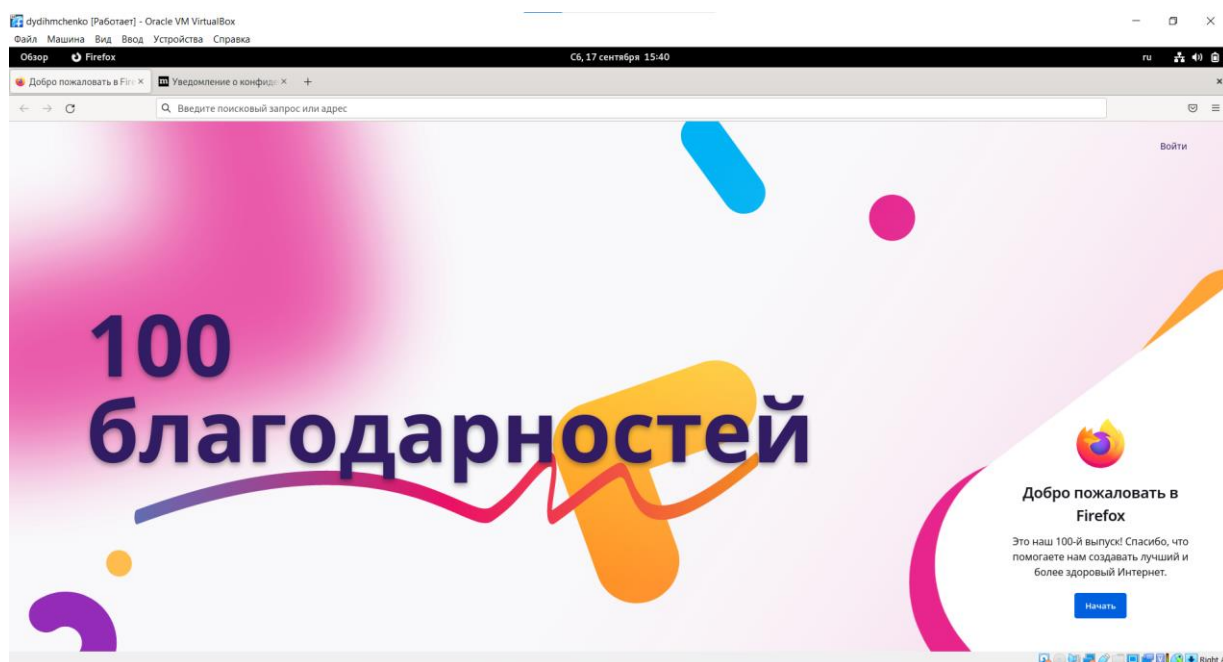 dydihmchenko [Работает] - Oracle VM VirtualBox
Файл Машина Вид Ввод Устройства Справка
Обзор Firefox Сб, 17 сентября 15:40 ru
Добро пожаловать в Fire Уведомление о конфиде
Введите поисковый запрос или адрес
Войти
100
благодарностей
Добро пожаловать в
Firefox
Это наш 100-й выпуск! Спасибо, что
помогаете нам создавать лучший и
более здоровый Интернет.
Начать
Right